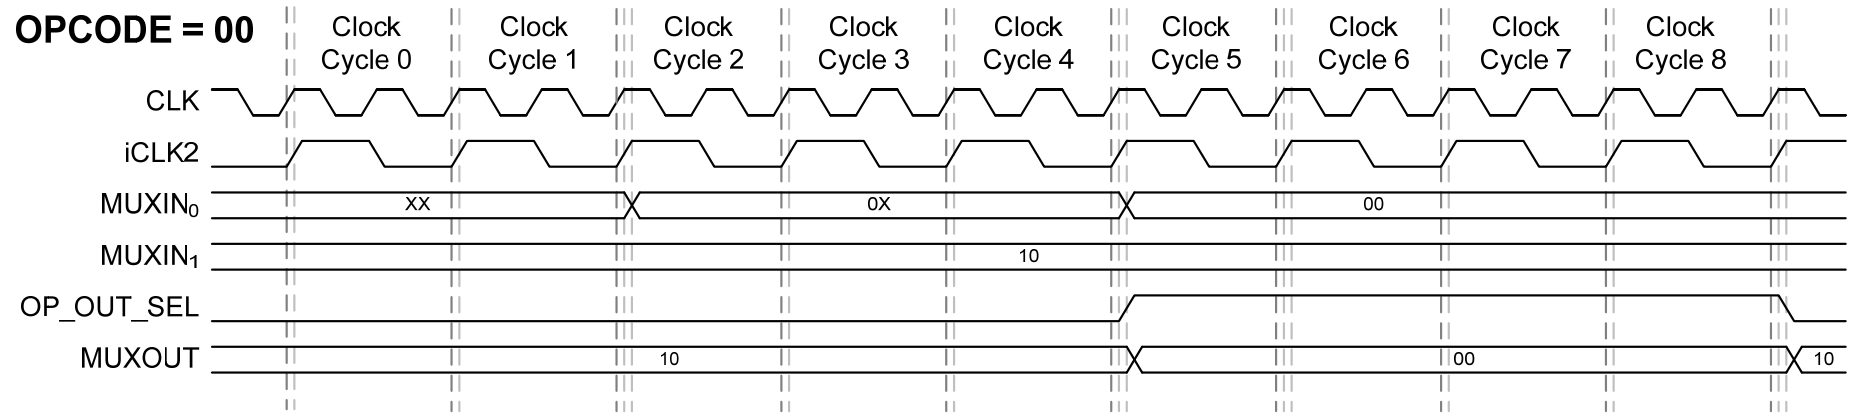 OPCODE = 00
Clock Cycle 0
Clock Cycle 1
Clock Cycle 2
Clock Cycle 3
Clock Cycle 4
Clock Cycle 5
Clock Cycle 6
Clock Cycle 7
Clock Cycle 8
CLK
iCLK2
MUXIN₀
XX
0X
00
MUXIN₁
10
OP_OUT_SEL
MUXOUT
10
00
10